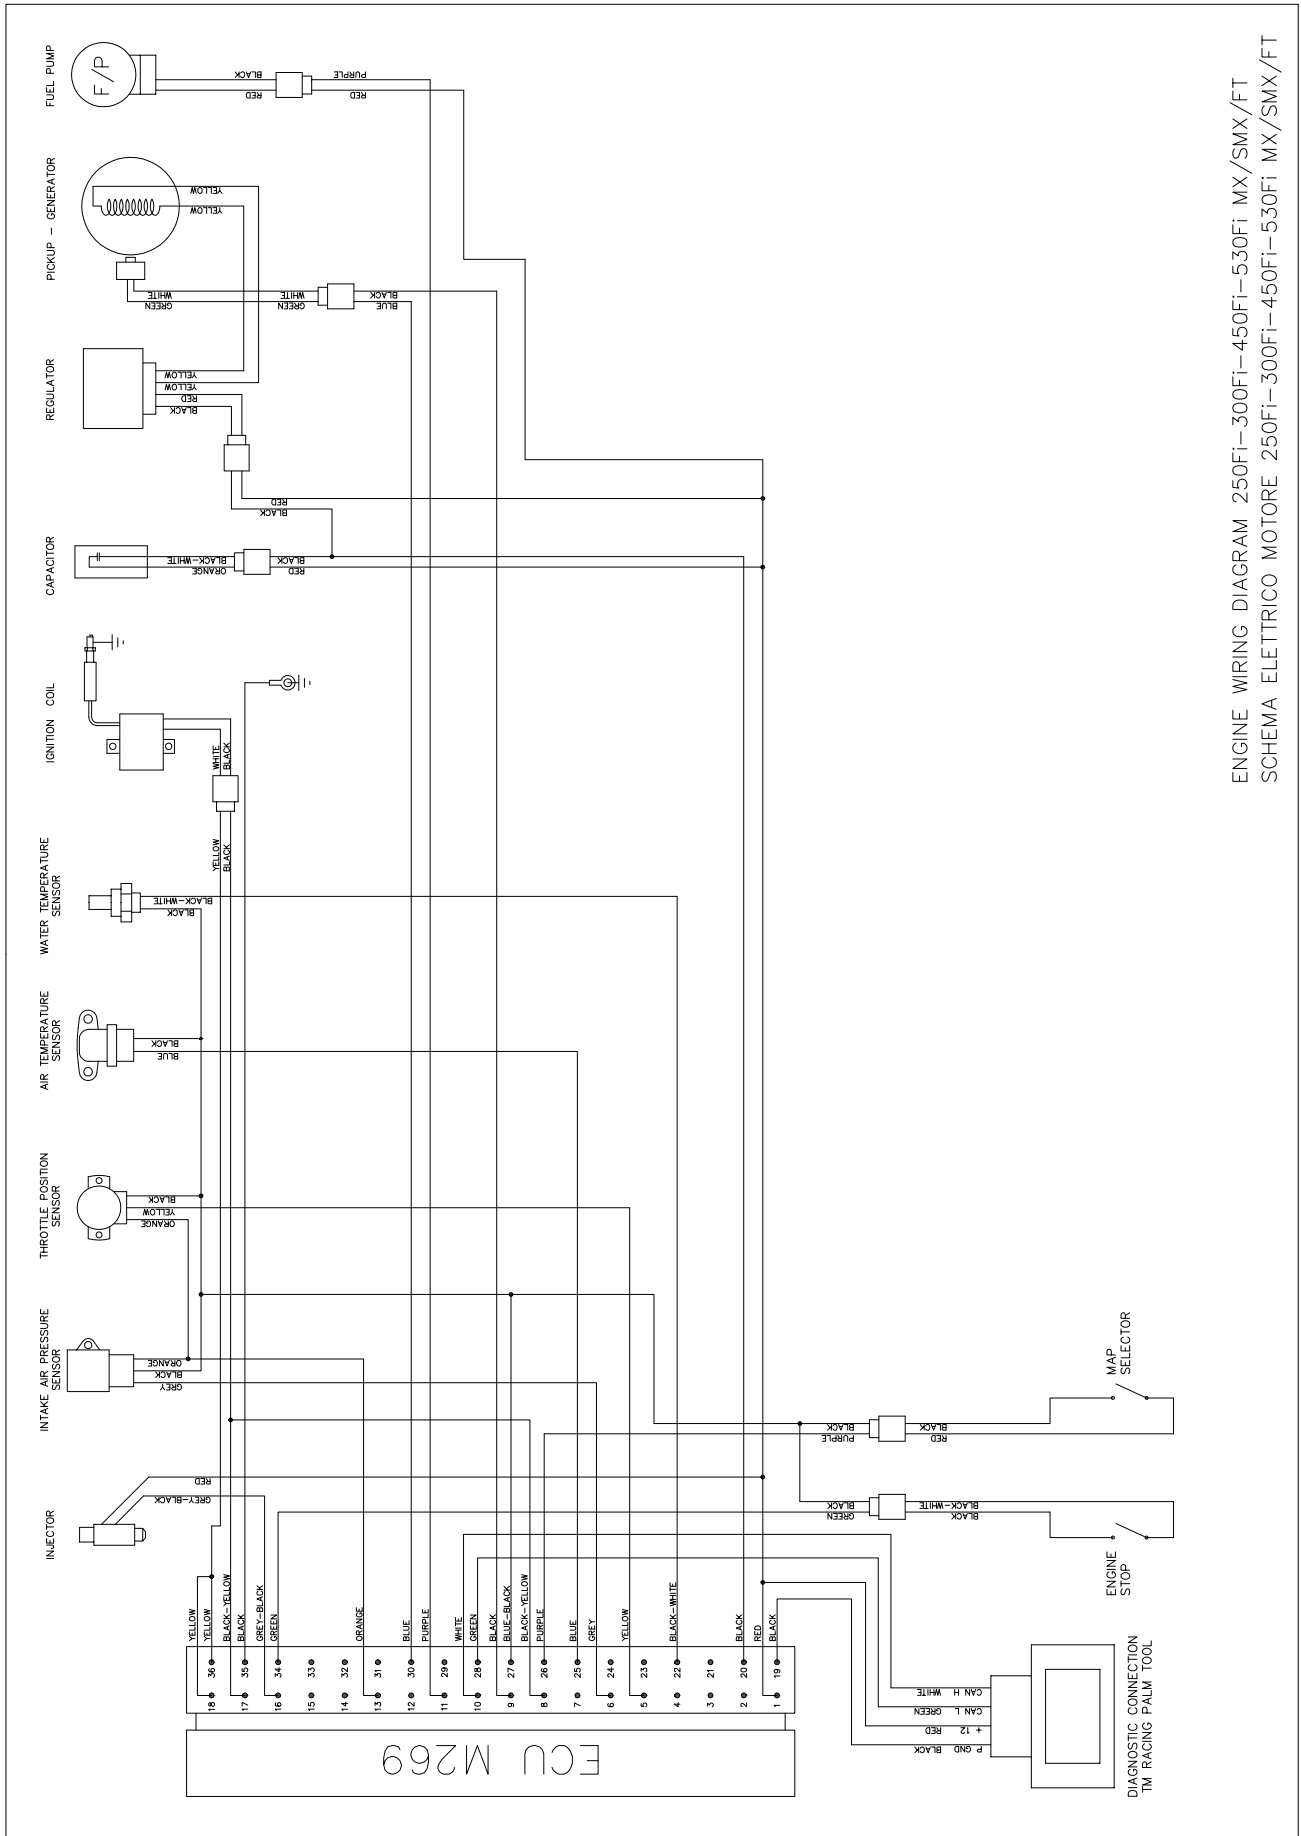 FUEL PUMP
F/P
BLACK
RED
PURPLE
RED
PICKUP - GENERATOR
YELLOW
YELLOW
WHITE
GREEN
WHITE
GREEN
BLACK
BLUE
REGULATOR
YELLOW
YELLOW
RED
BLACK
RED
BLACK
CAPACITOR
BLACK-WHITE
ORANGE
BLACK
RED
IGNITION COIL
WHITE
BLACK
YELLOW
BLACK
WATER TEMPERATURE
SENSOR
BLACK-WHITE
BLACK
AIR TEMPERATURE
SENSOR
BLACK
BLUE
THROTTLE POSITION
SENSOR
BLACK
YELLOW
ORANGE
INTAKE AIR PRESSURE
SENSOR
ORANGE
BLACK
GREY
INJECTOR
RED
GREY-BLACK
MAP
SELECTOR
BLACK
PURPLE
BLACK
RED
ENGINE
STOP
BLACK
GREEN
BLACK-WHITE
BLACK
YELLOW
YELLOW
BLACK-YELLOW
BLACK
GREY-BLACK
GREEN
ORANGE
BLUE
PURPLE
WHITE
GREEN
BLACK
BLUE-BLACK
BLACK-YELLOW
PURPLE
BLUE
GREY
YELLOW
BLACK-WHITE
BLACK
RED
BLACK
36 35 34 33 32 31 30 29 28 27 26 25 24 23 22 21 20 19
18 17 16 15 14 13 12 11 10 9 8 7 6 5 4 3 2 1
ECU M269
CAN H WHITE
CAN L GREEN
+ 12 RED
P GND BLACK
DIAGNOSTIC CONNECTION
TM RACING PALM TOOL
ENGINE WIRING DIAGRAM 250Fi-300Fi-450Fi-530Fi MX/SMX/FT
SCHEMA ELETTRICO MOTORE 250Fi-300Fi-450Fi-530Fi MX/SMX/FT